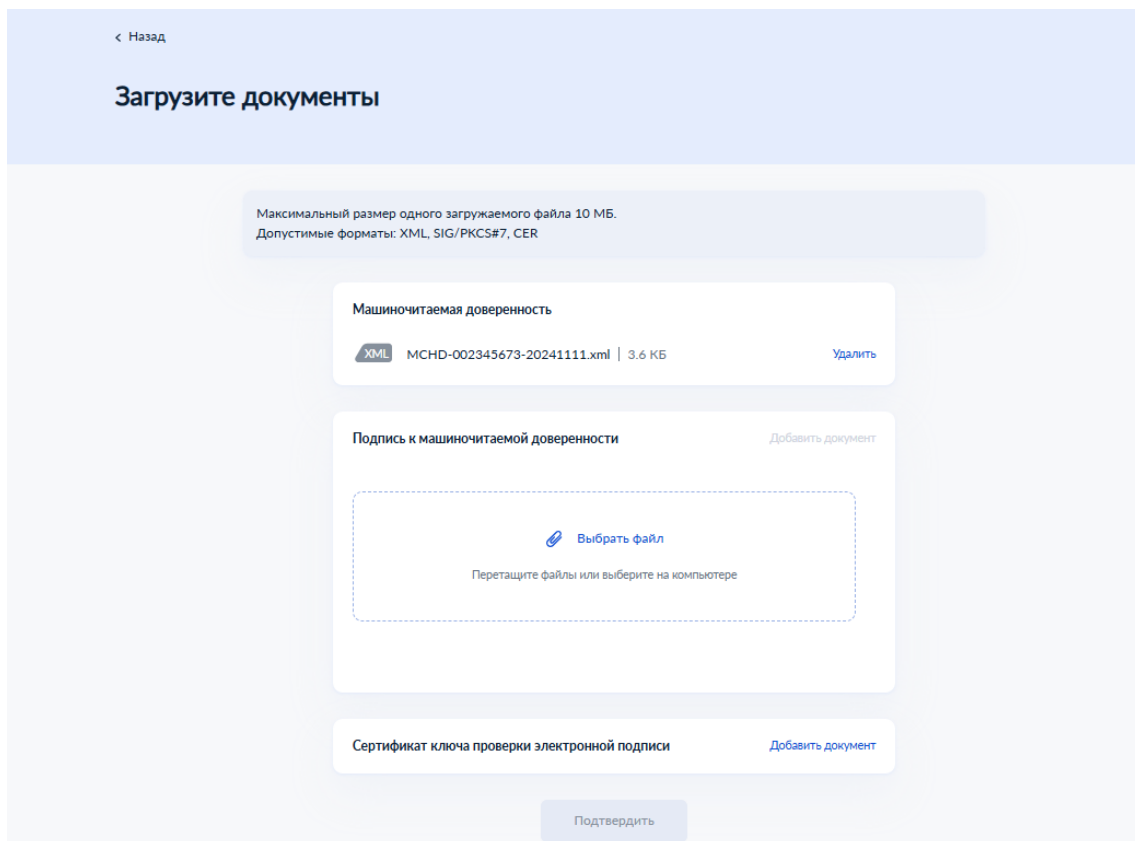 Назад
Загрузите документы
Максимальный размер одного загружаемого файла 10 МБ.
Допустимые форматы: XML, SIG/PKCS#7, CER
Машиночитаемая доверенность
XML MCHD-002345673-20241111.xml | 3.6 КБ Удалить
Подпись к машиночитаемой доверенности Добавить документ
Выбрать файл
Перетащите файлы или выберите на компьютере
Сертификат ключа проверки электронной подписи Добавить документ
Подтвердить